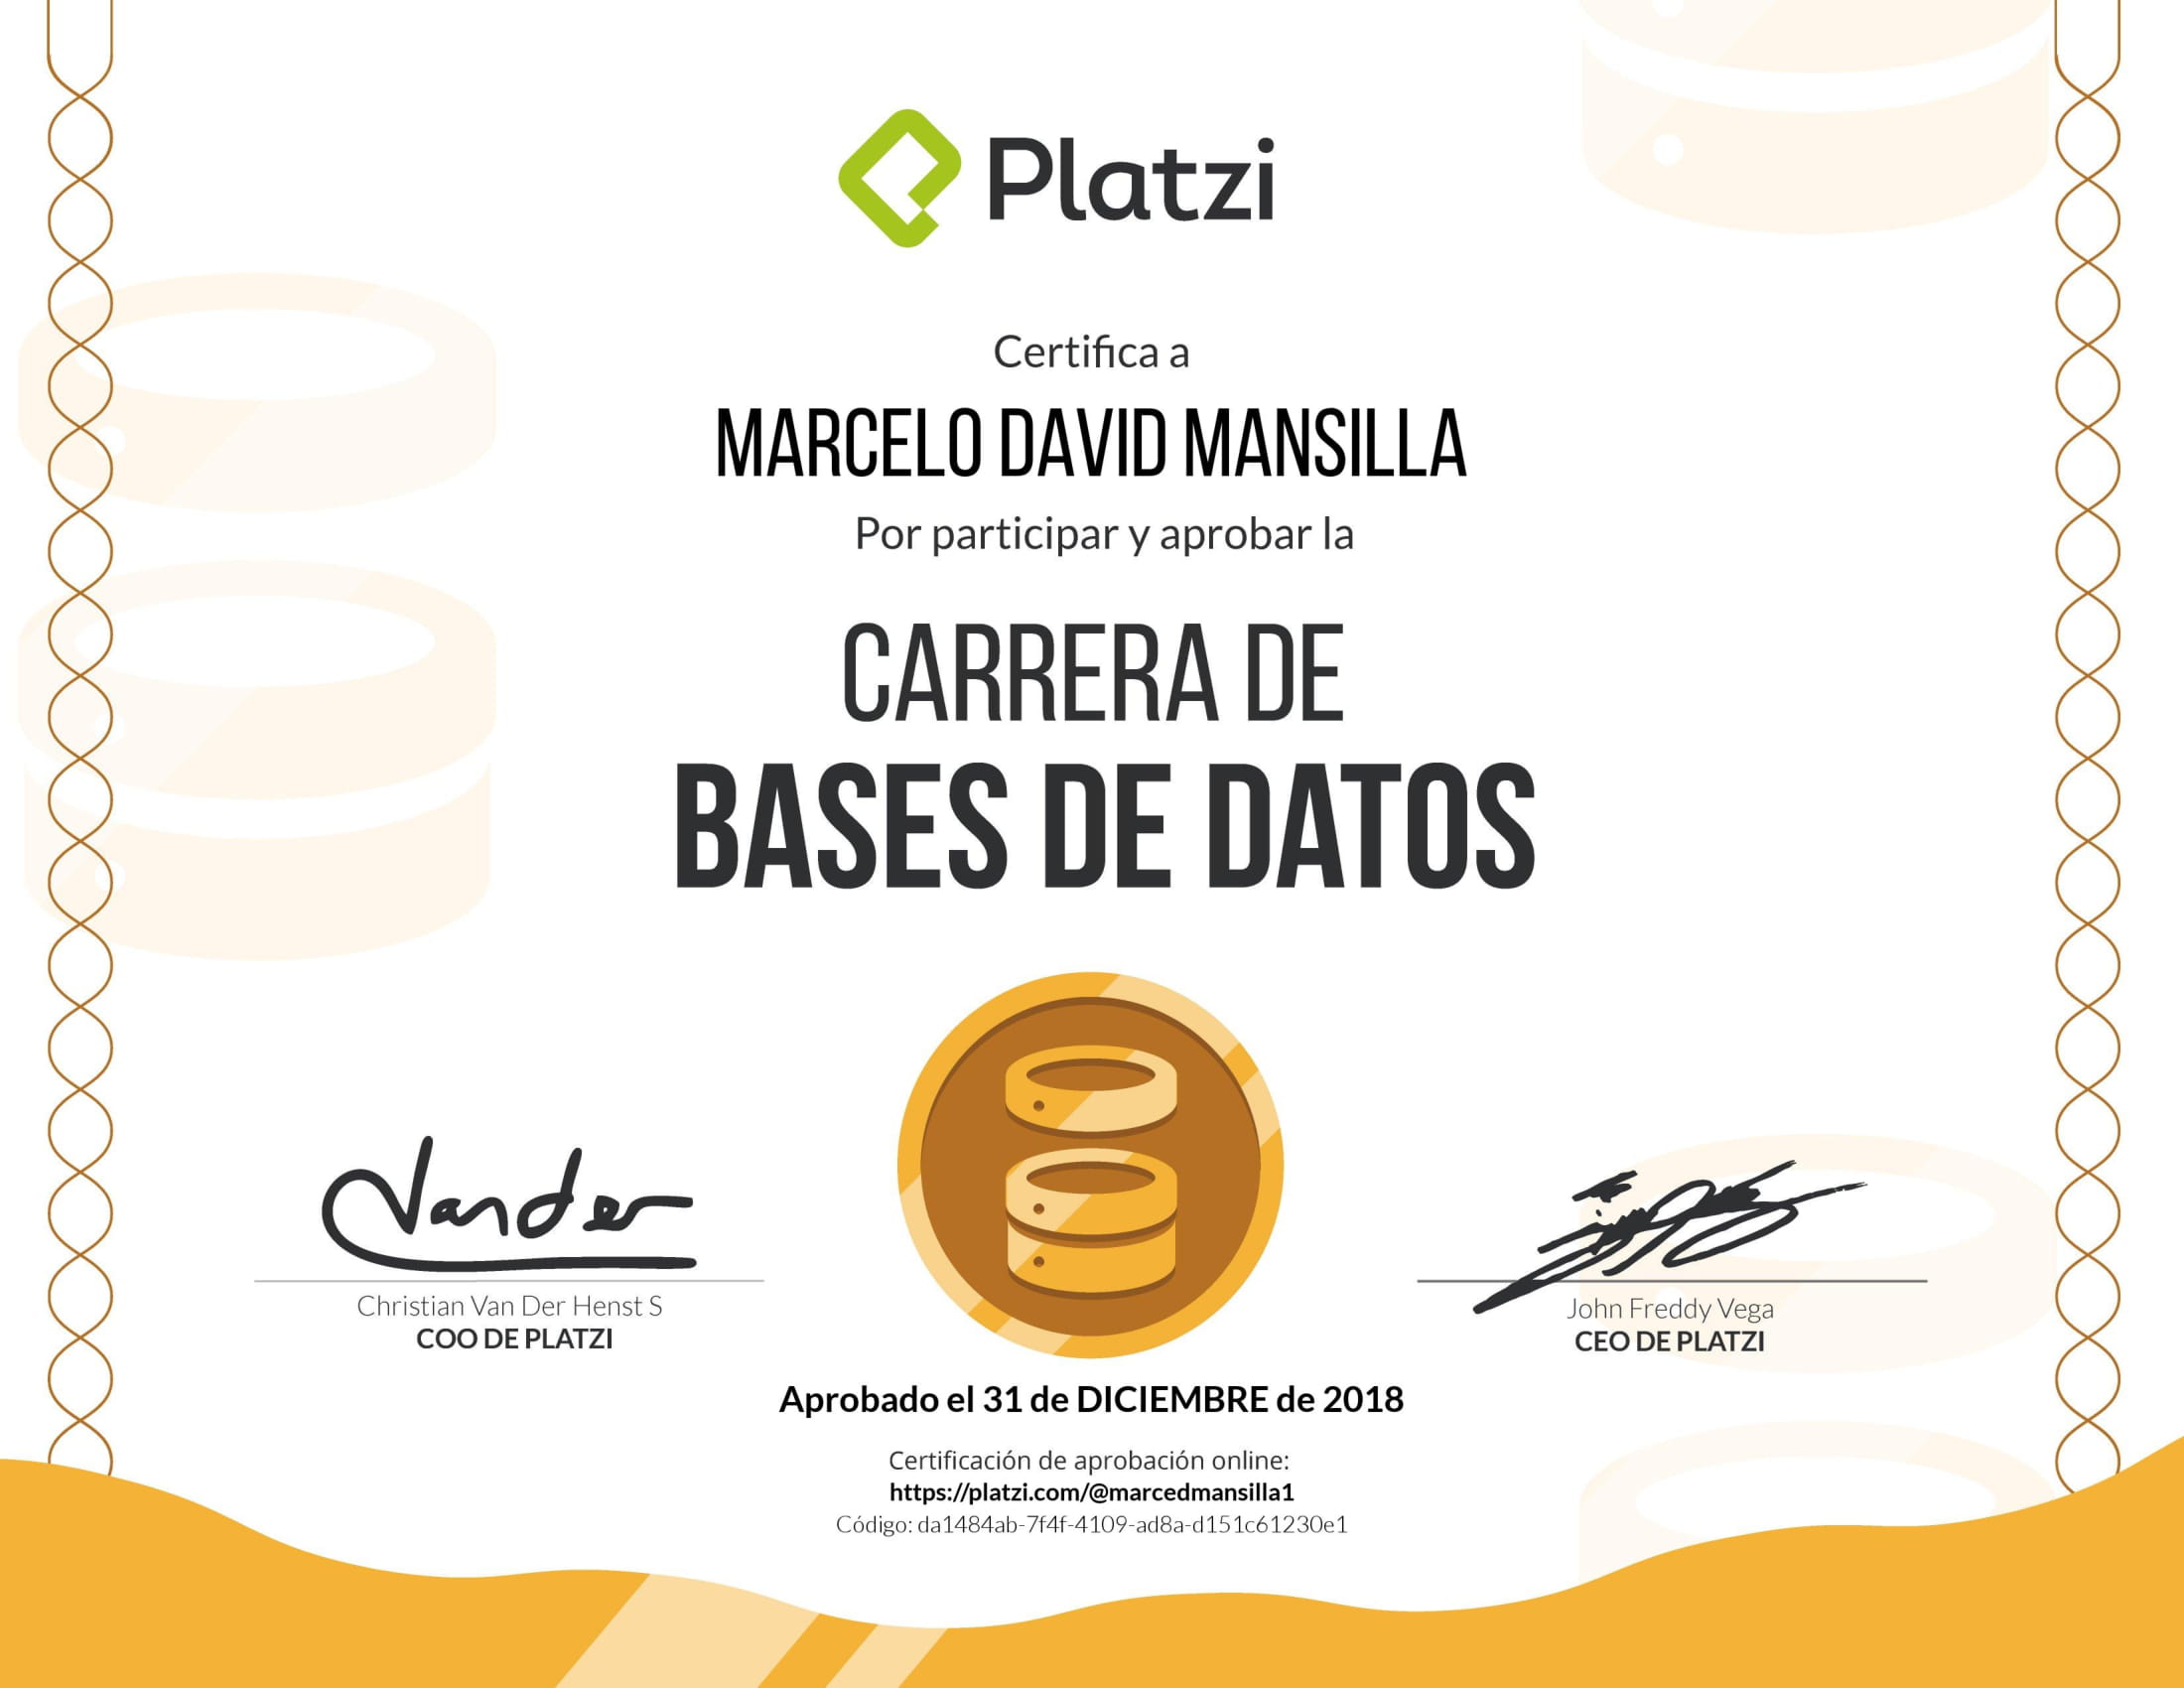 Platzi
Certifica a
MARCELO DAVID MANSILLA
Por participar y aprobar la
CARRERA DE
BASES DE DATOS
Vander
Christian Van Der Henst S
COO DE PLATZI
John Freddy Vega
CEO DE PLATZI
Aprobado el 31 de DICIEMBRE de 2018
Certificación de aprobación online:
https://platzi.com/@marcedmansilla1
Código: da1484ab-7f4f-4109-ad8a-d151c61230e1